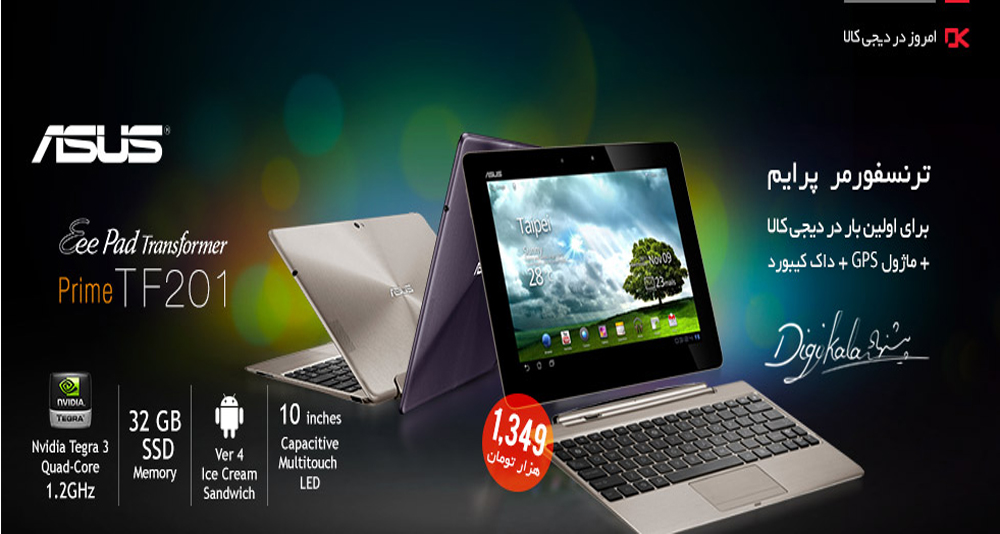 امروز در دیجی‌کالا
ASUS®
Eee Pad Transformer
Prime TF201
ترنسفورمر پرایم
برای اولین بار در دیجی‌کالا
+ ماژول GPS + داک کیبورد
پیشنهاد Digikala
NVIDIA
TEGRA
Nvidia Tegra 3
Quad-Core
1.2GHz
32 GB
SSD
Memory
Ver 4
Ice Cream
Sandwich
10 inches
Capacitive
Multitouch
LED
1,349
هزار تومان
ASUS
ASUS
Taipei
28
Nov 09